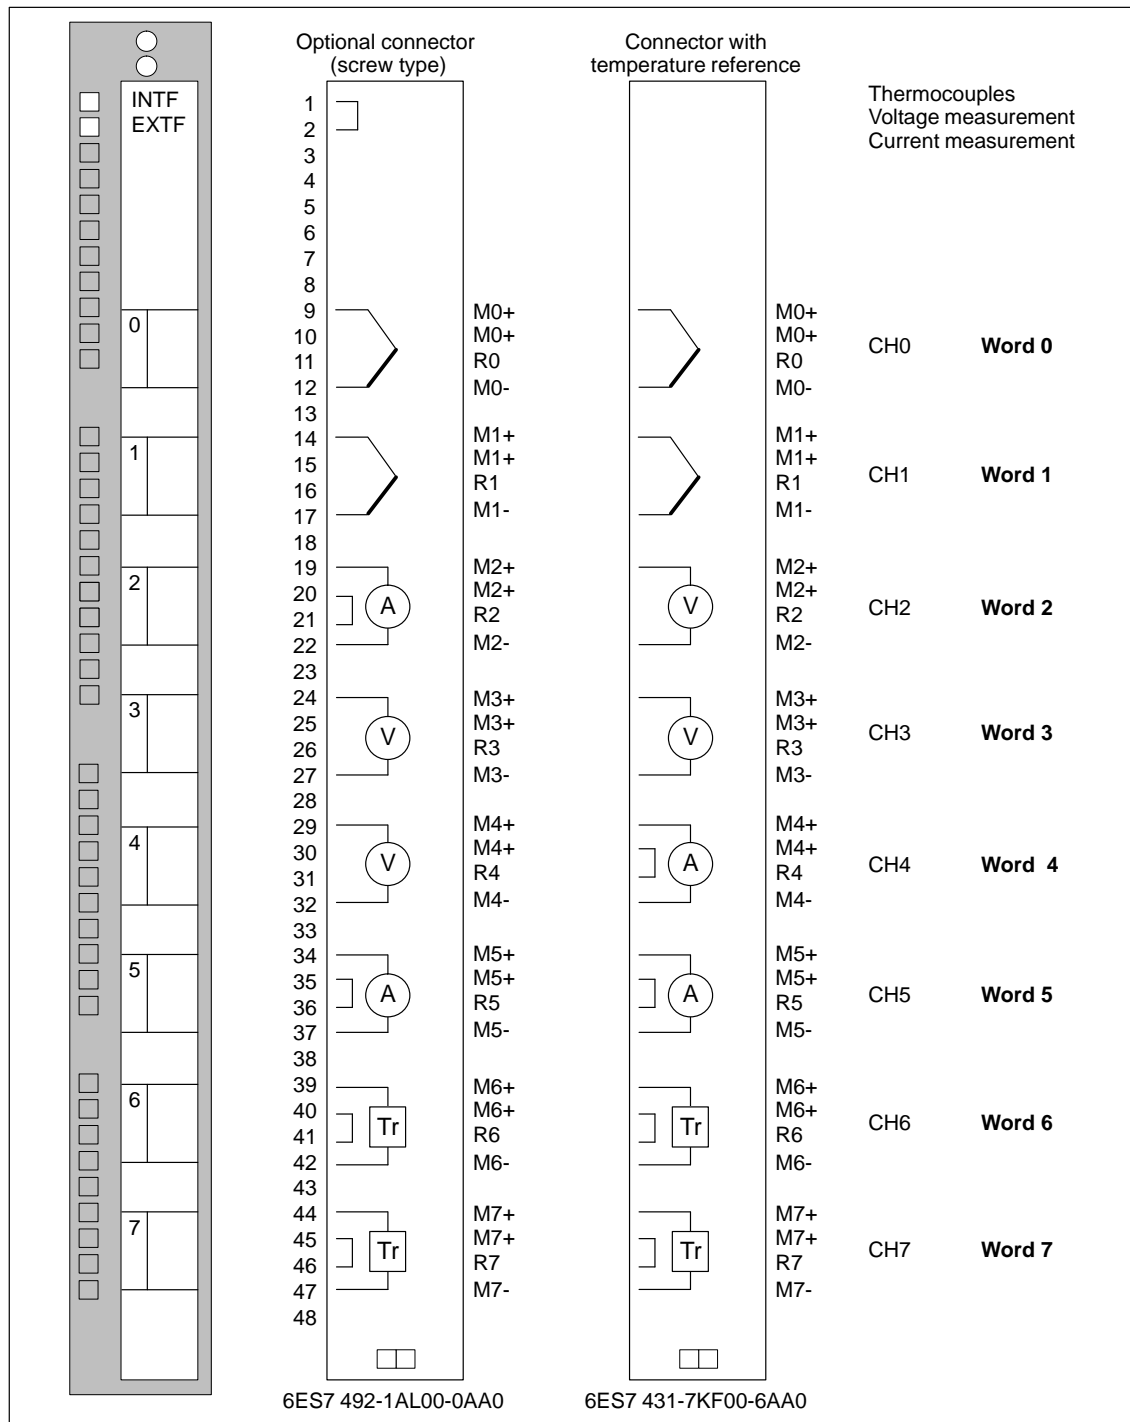 Optional connector
(screw type)
Connector with
temperature reference
INTF
EXTF
Thermocouples
Voltage measurement
Current measurement
1
2
3
4
5
6
7
8
0
9 M0+ M0+
10 M0+ M0+
11 R0 R0 CH0 Word 0
12 M0- M0-
13
1
14 M1+ M1+
15 M1+ M1+
16 R1 R1 CH1 Word 1
17 M1- M1-
18
2
19 M2+ M2+
20 A M2+ V M2+
21 R2 R2 CH2 Word 2
22 M2- M2-
23
3
24 M3+ M3+
25 V M3+ V M3+
26 R3 R3 CH3 Word 3
27 M3- M3-
28
4
29 M4+ M4+
30 V M4+ A M4+
31 R4 R4 CH4 Word 4
32 M4- M4-
33
5
34 M5+ M5+
35 A M5+ A M5+
36 R5 R5 CH5 Word 5
37 M5- M5-
38
6
39 M6+ M6+
40 Tr M6+ Tr M6+
41 R6 R6 CH6 Word 6
42 M6- M6-
43
7
44 M7+ M7+
45 Tr M7+ Tr M7+
46 R7 R7 CH7 Word 7
47 M7- M7-
48
6ES7 492-1AL00-0AA0
6ES7 431-7KF00-6AA0